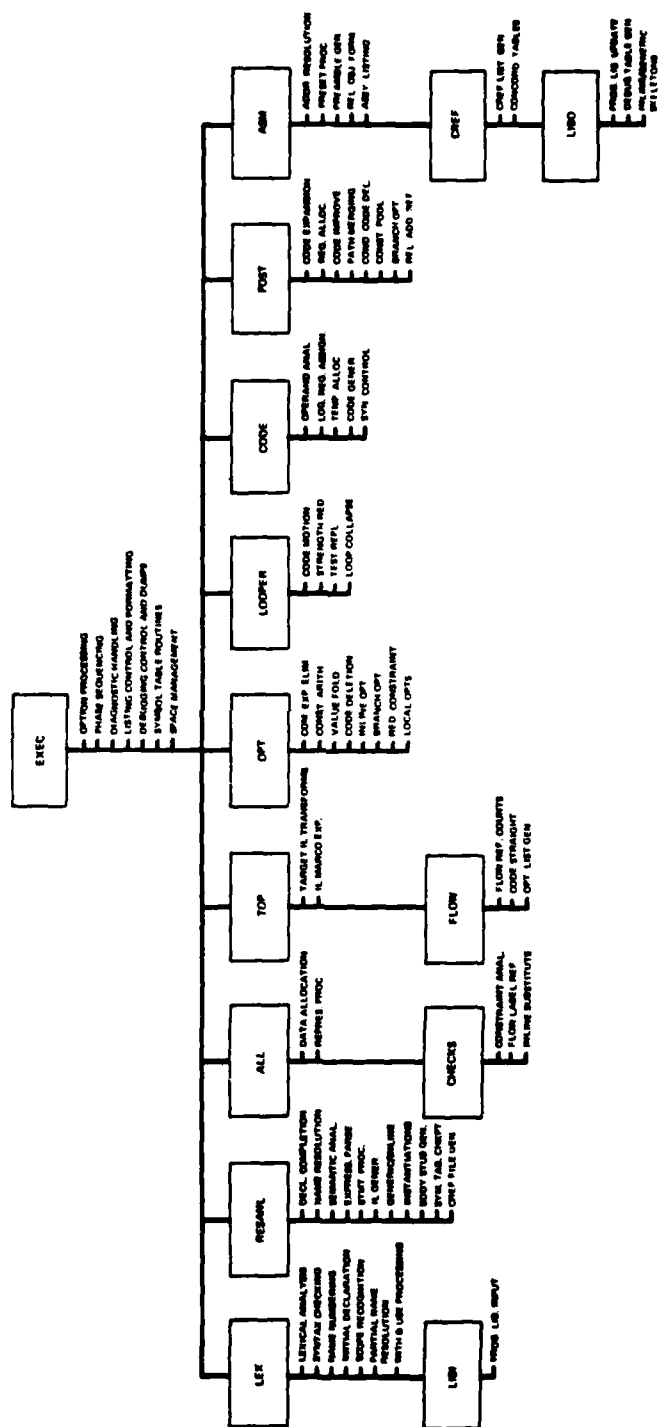 EXEC
OPTION PROCESSING
PHASE SEQUENCING
DIAGNOSTIC HANDLING
LISTING CONTROL AND FORMATTING
DEBUGGING CONTROL AND DUMPS
SYMBOL TABLE ROUTINES
SPACE MANAGEMENT
LEX
LEXICAL ANALYSIS
SYNTAX CHECKING
NAME NUMBERING
INITIAL DECLARATION
SCOPE RECOGNITION
PARTIAL NAME
RESOLUTION
WITH & USE PROCESSING
LIBI
PROG. LIB. INPUT
RESANL
DECL. COMPLETION
NAME RESOLUTION
SEMANTIC ANAL.
EXPRESS. PARSE
STMT PROC.
IL GENER
GENERIC/INLINE
INSTANTIATIONS
BODY STUB GEN.
SYM. TAB. CMEPT
CREF FILE GEN
ALL
DATA ALLOCATION
REPRES. PROC
CHECKS
CONSTRAINT ANAL.
FLOW LABEL REF
INLINE SUBSTITUTE
TOP
TARGET IL TRANSFORMS
IL MARCO EXP.
FLOW
FLOW REF. COUNTS
CODE STRAIGHT
OPT LIST GEN
OPT
COM EXP ELIM
CONST ARITH
VALUE FOLD
CODE DELETION
INLINE OPT
BRANCH OPT
RED CONSTRAINT
LOCAL OPTS
LOOPER
CODE MOTION
STRENGTH RED
TEST REPL
LOOP COLLAPSE
CODE
OPERAND ANAL
LOG. REG. ASSIGN.
TEMP ALLOC
CODE GENER
SYN CONTROL
POST
CODE EXPANSION
REG. ALLOC
CODE IMPROVE
PATH MERGING
COND CODE DEL.
CONST POOL
BRANCH OPT
REL ADD REF
ASM
ADDR RESOLUTION
PRESET PROC
PREAMBLE GEN
REL OBJ FORM
ASSY LISTING
CREF
CREF LIST GEN
CONCORD TABLES
LIBO
PROG. LIB UPDATE
DEBUG TABLE GEN
SKELETONS